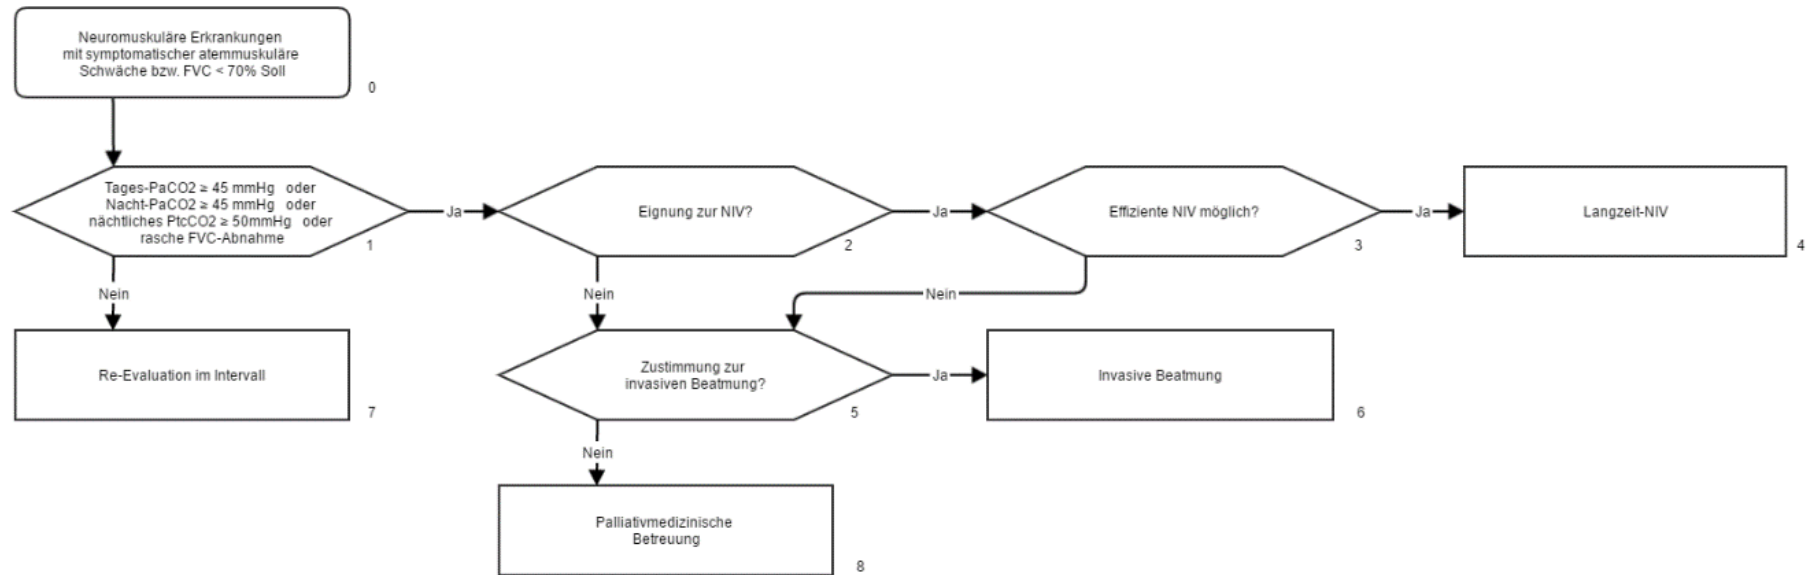 Neuromuskuläre Erkrankungen
mit symptomatischer atemmuskuläre
Schwäche bzw. FVC < 70% Soll
0
Tages-PaCO2 ≥ 45 mmHg oder
Nacht-PaCO2 ≥ 45 mmHg oder
nächtliches PtcCO2 ≥ 50mmHg oder
rasche FVC-Abnahme
1
Ja
Eignung zur NIV?
2
Ja
Effiziente NIV möglich?
3
Ja
Langzeit-NIV
4
Nein
Nein
Nein
Re-Evaluation im Intervall
7
Zustimmung zur
invasiven Beatmung?
5
Ja
Invasive Beatmung
6
Nein
Palliativmedizinische
Betreuung
8